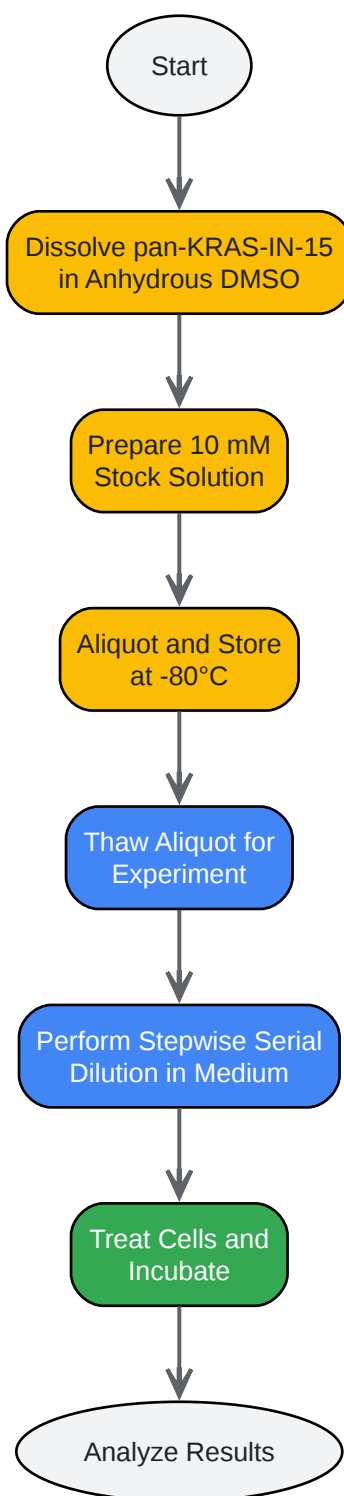 Start
Dissolve pan-KRAS-IN-15
in Anhydrous DMSO
Prepare 10 mM
Stock Solution
Aliquot and Store
at -80°C
Thaw Aliquot for
Experiment
Perform Stepwise Serial
Dilution in Medium
Treat Cells and
Incubate
Analyze Results